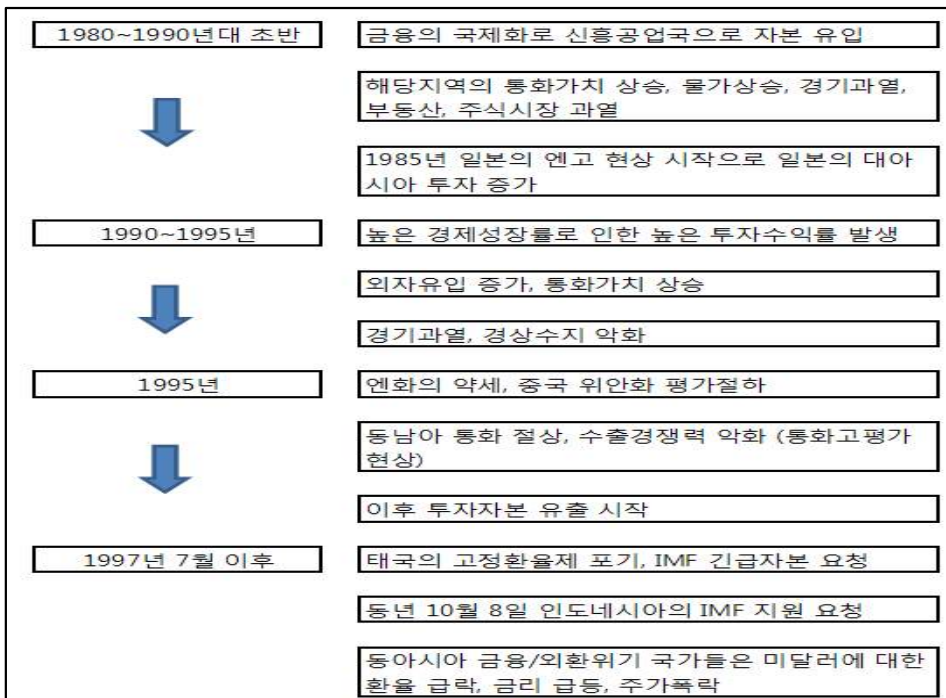 1980~1990년대 초반
금융의 국제화로 신흥공업국으로 자본 유입
해당지역의 통화가치 상승, 물가상승, 경기과열,
부동산, 주식시장 과열
1985년 일본의 엔고 현상 시작으로 일본의 대아
시아 투자 증가
1990~1995년
높은 경제성장률로 인한 높은 투자수익률 발생
외자유입 증가, 통화가치 상승
경기과열, 경상수지 악화
1995년
엔화의 약세, 중국 위안화 평가절하
동남아 통화 절상, 수출경쟁력 악화 (통화고평가
현상)
이후 투자자본 유출 시작
1997년 7월 이후
태국의 고정환율제 포기, IMF 긴급자본 요청
동년 10월 8일 인도네시아의 IMF 지원 요청
동아시아 금융/외환위기 국가들은 미달러에 대한
환율 급락, 금리 급등, 주가폭락